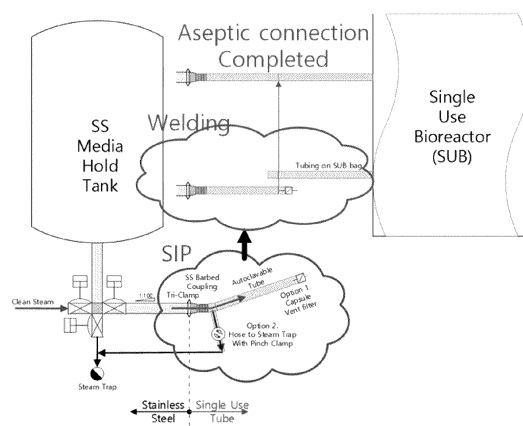 Aseptic connection
Completed
SS
Media
Hold
Tank
Welding
Single
Use
Bioreactor
(SUB)
Tubing on SUB bag
SIP
SS Barbed
Coupling
Tri-Clamp
Autoclavable
Tube
Option 1.
Capsule
Vent filter
Clean Steam
1:100
Option 2.
Hose to Steam Trap
With Pinch Clamp
Steam Trap
Stainless
Steel
Single Use
Tube